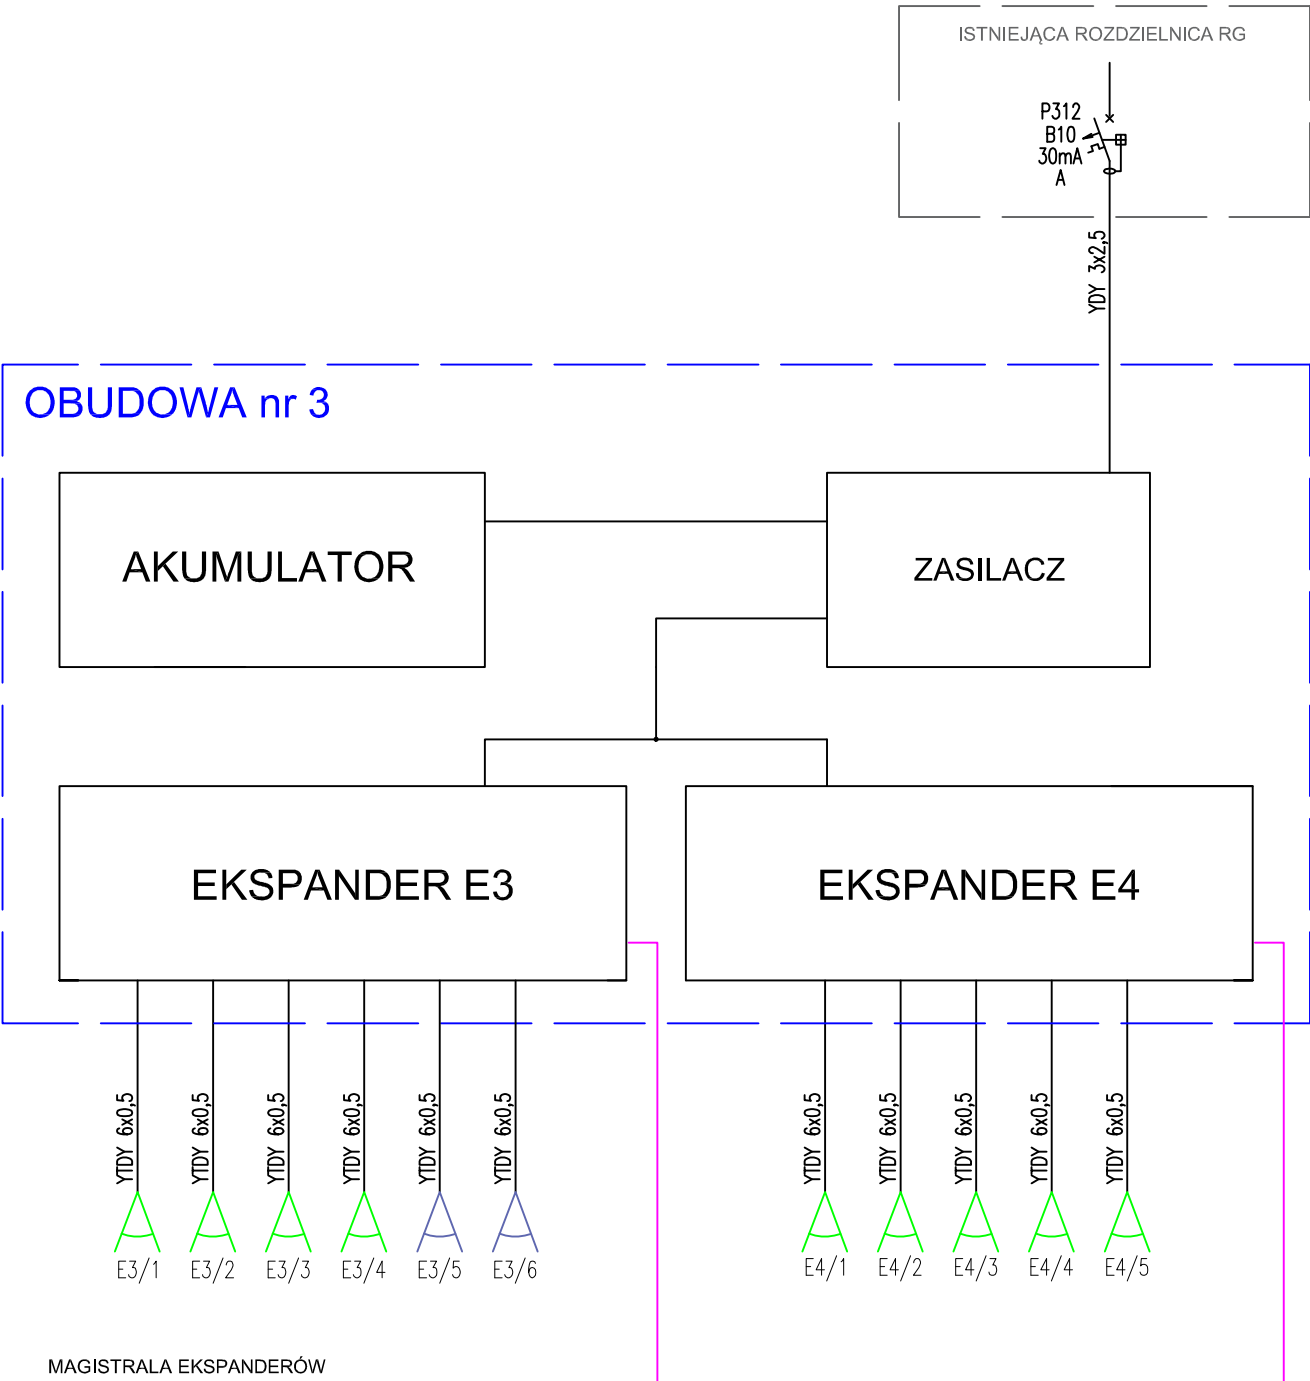 ISTNIEJĄCA ROZDZIELNICA RG
P312
B10
30mA
A
YDY 3x2,5
OBUDOWA nr 3
AKUMULATOR
ZASILACZ
EKSPANDER E3
EKSPANDER E4
YTDY 6x0,5
YTDY 6x0,5
YTDY 6x0,5
YTDY 6x0,5
YTDY 6x0,5
YTDY 6x0,5
YTDY 6x0,5
YTDY 6x0,5
YTDY 6x0,5
YTDY 6x0,5
YTDY 6x0,5
E3/1
E3/2
E3/3
E3/4
E3/5
E3/6
E4/1
E4/2
E4/3
E4/4
E4/5
MAGISTRALA EKSPANDERÓW